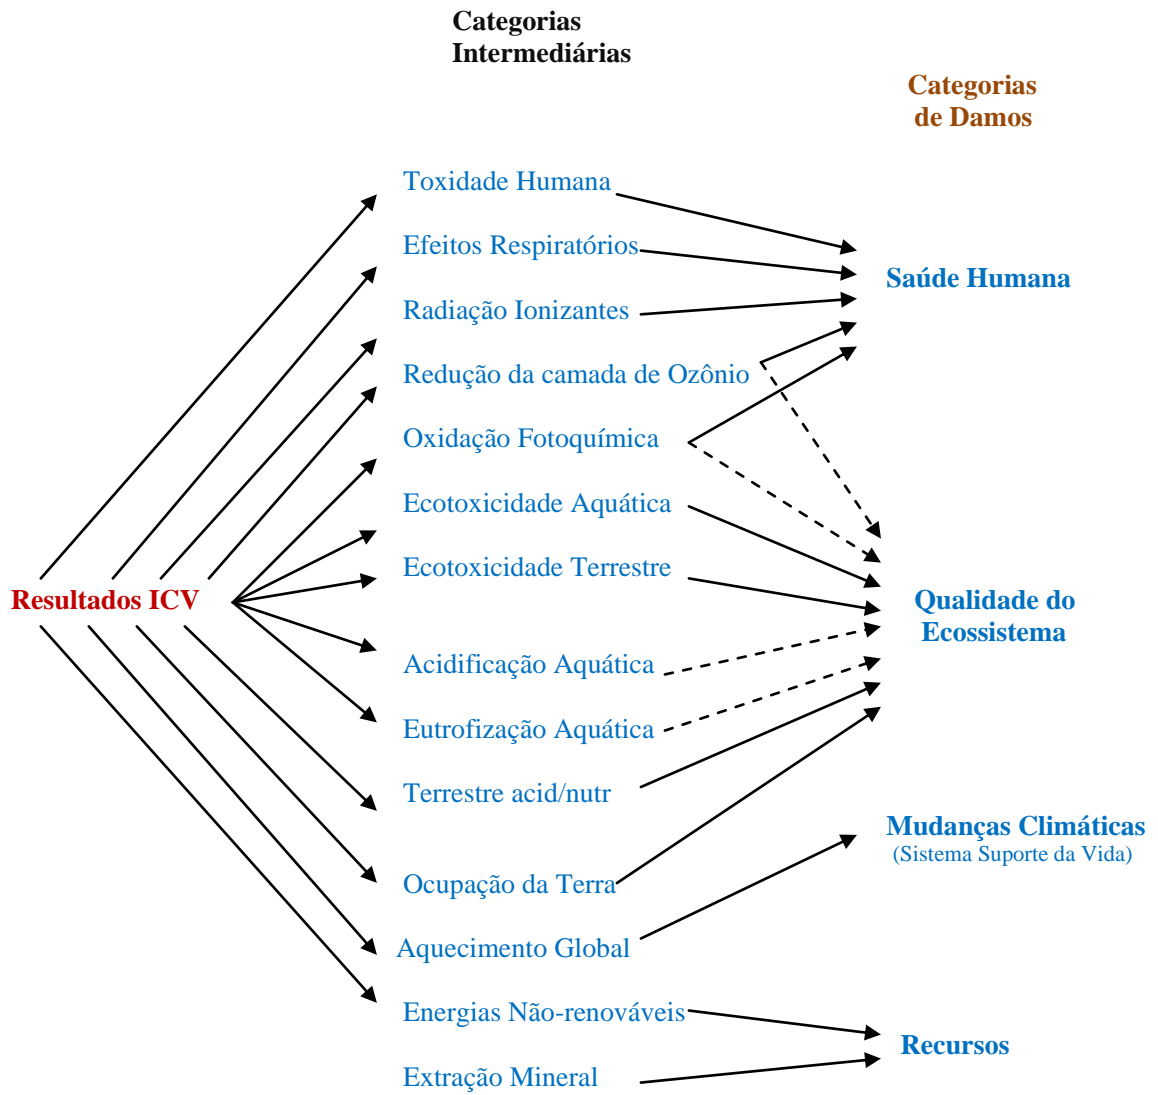 Categorias
Intermediárias
Categorias
de Damos
Toxidade Humana
Efeitos Respiratórios
Saúde Humana
Radiação Ionizantes
Redução da camada de Ozônio
Oxidação Fotoquímica
Ecotoxicidade Aquática
Ecotoxicidade Terrestre
Resultados ICV
Qualidade do
Ecossistema
Acidificação Aquática
Eutrofização Aquática
Terrestre acid/nutr
Mudanças Climáticas
(Sistema Suporte da Vida)
Ocupação da Terra
Aquecimento Global
Energias Não-renováveis
Recursos
Extração Mineral